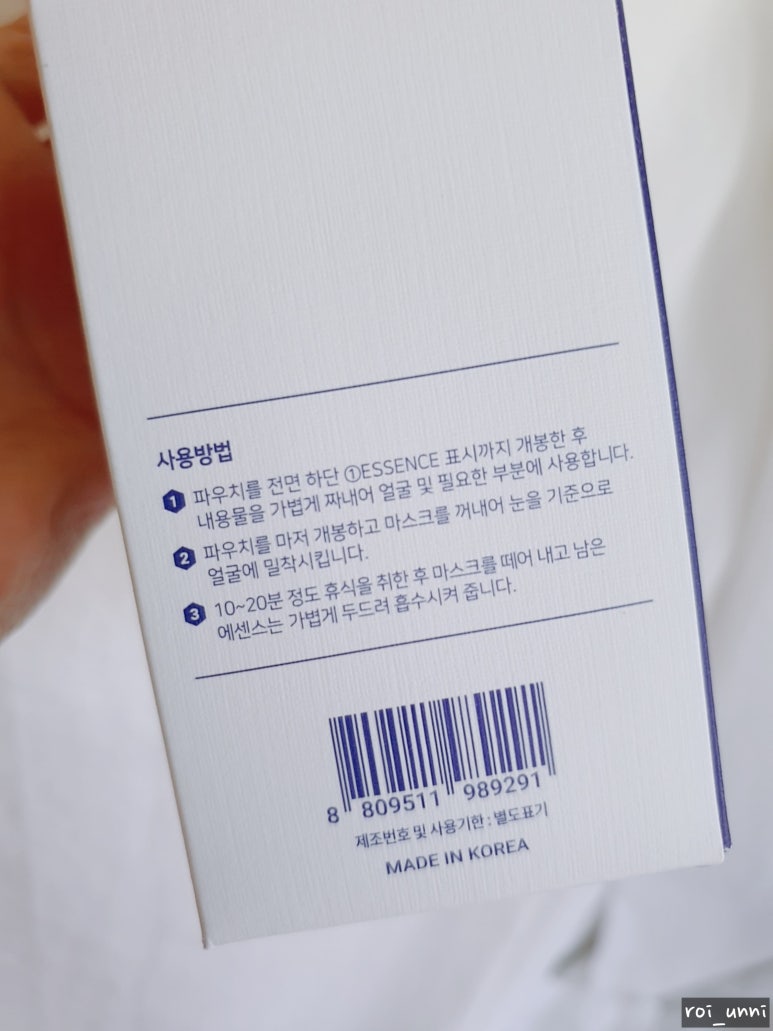 사용방법
1 파우치를 전면 하단 ①ESSENCE 표시까지 개봉한 후
내용물을 가볍게 짜내어 얼굴 및 필요한 부분에 사용합니다.
2 파우치를 마저 개봉하고 마스크를 꺼내어 눈을 기준으로
얼굴에 밀착시킵니다.
3 10~20분 정도 휴식을 취한 후 마스크를 떼어 내고 남은
에센스는 가볍게 두드려 흡수시켜 줍니다.
8 809511 989291
제조번호 및 사용기한 : 별도표기
MADE IN KOREA
roi_unni